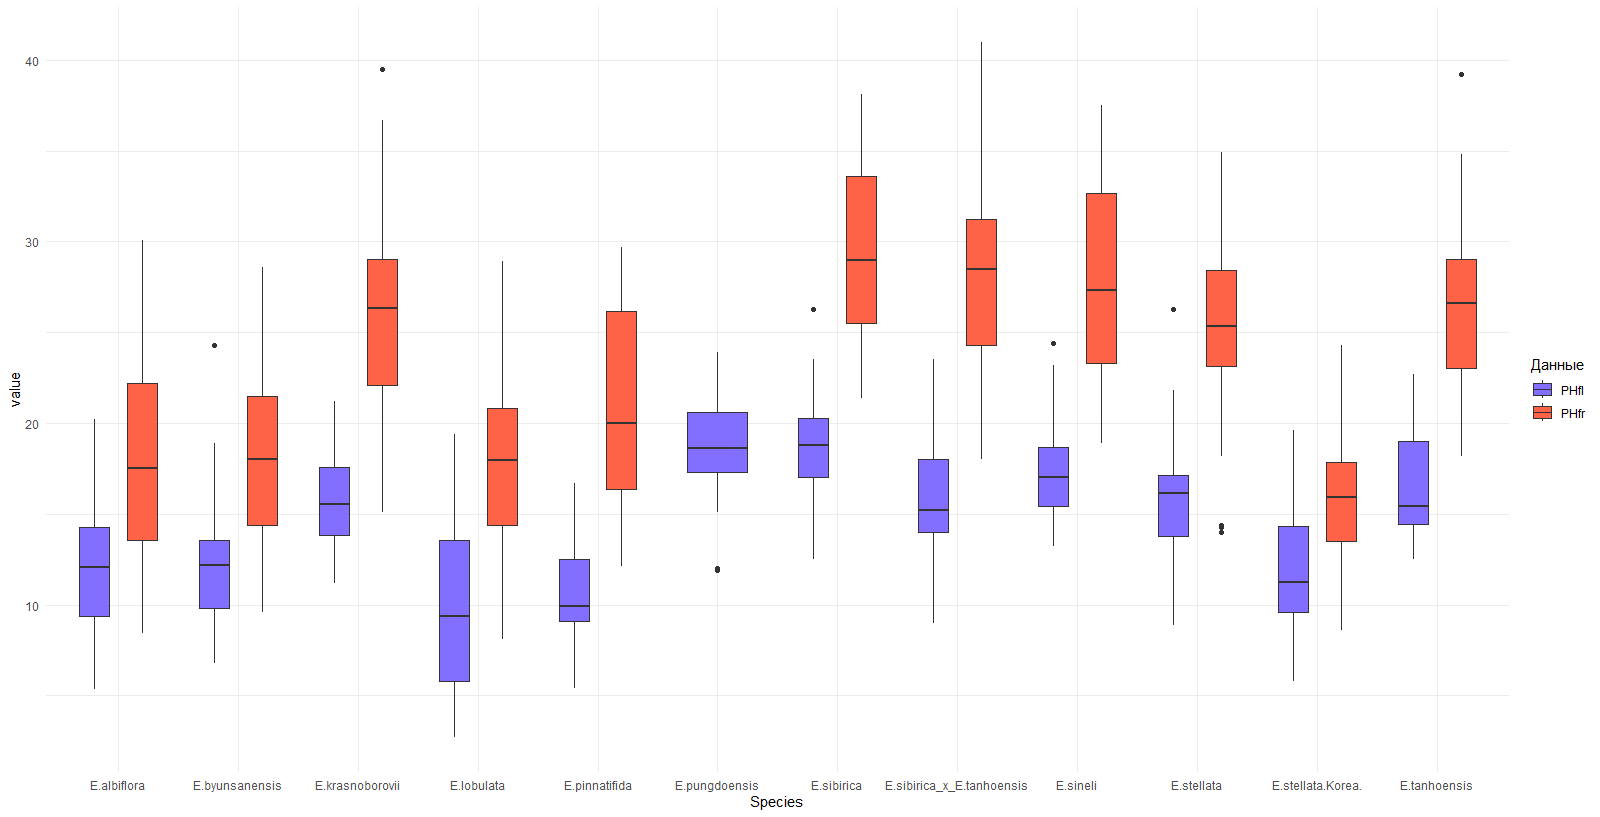 40
30
20
10
value
E.albiflora
E.byunsanensis
E.krasnoborovii
E.lobulata
E.pinnatifida
E.pungdoensis
E.sibirica
E.sibirica_x_E.tanhoensis
E.sineli
E.stellata
E.stellata.Korea.
E.tanhoensis
Species
Данные
PHfl
PHfr